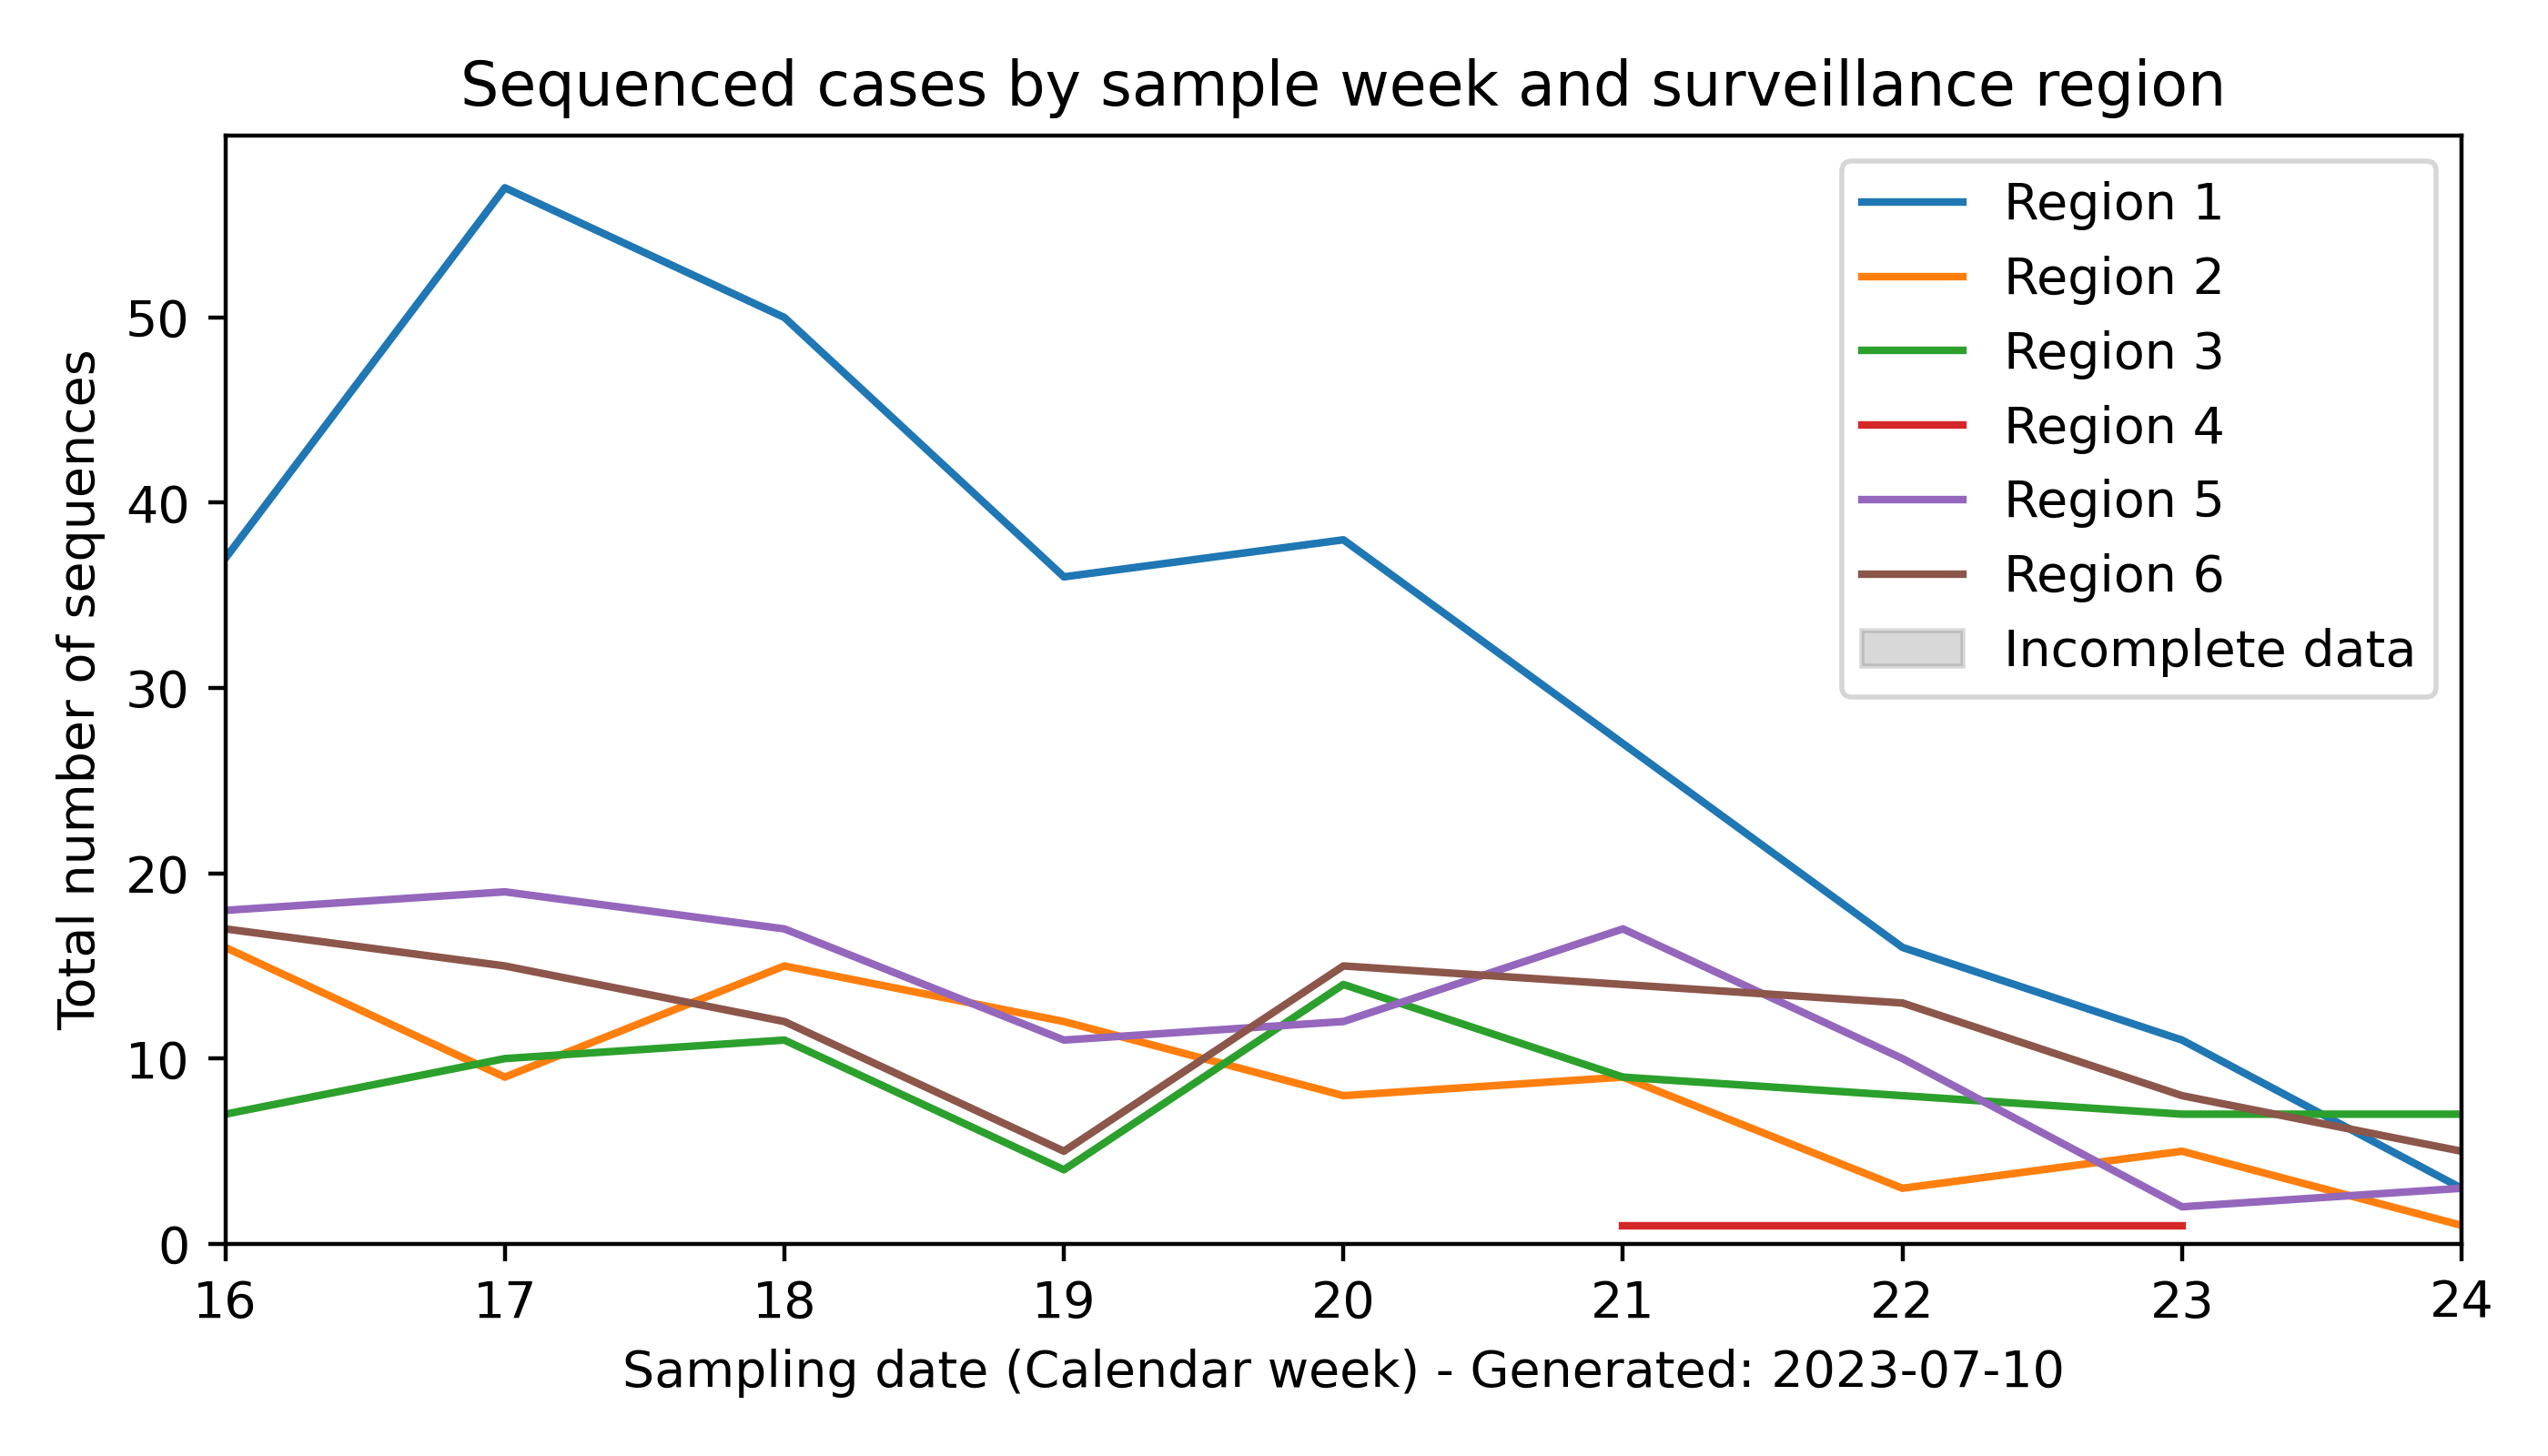 Sequenced cases by sample week and surveillance region
Region 1
Region 2
Region 3
Region 4
Region 5
Region 6
Incomplete data
Total number of sequences
50
40
30
20
10
0
16 17 18 19 20 21 22 23 24
Sampling date (Calendar week) - Generated: 2023-07-10